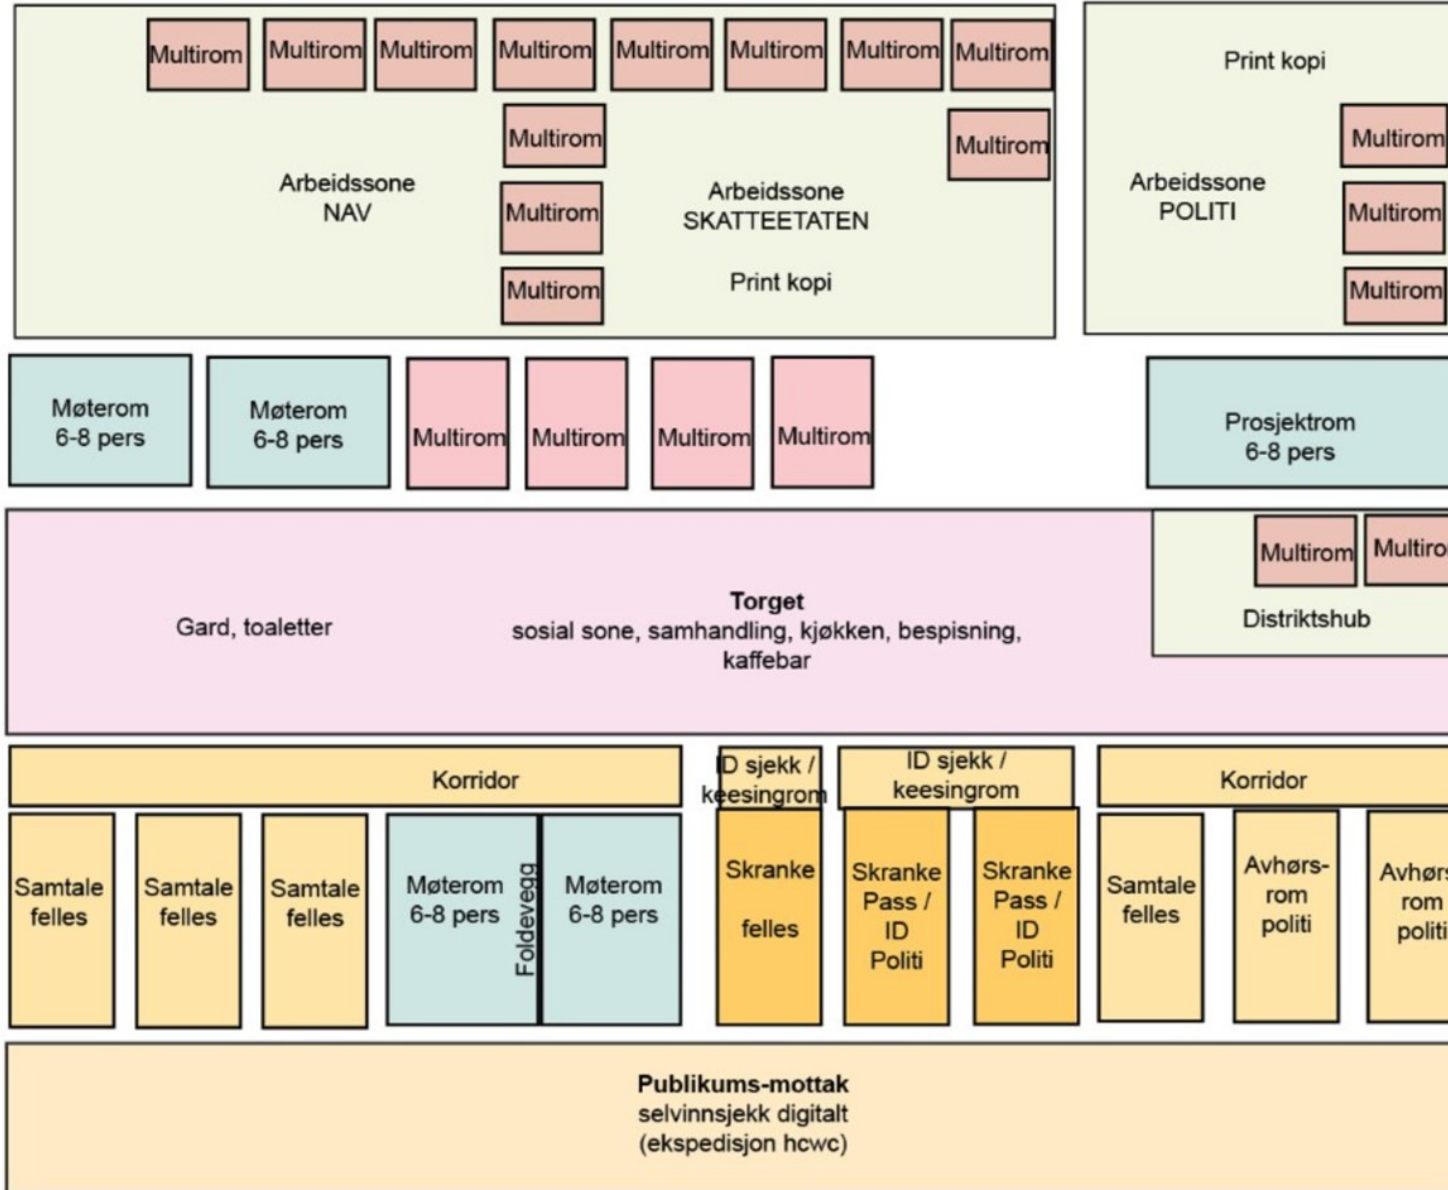 Multirom
Multirom
Multirom
Multirom
Multirom
Multirom
Multirom
Multirom
Multirom
Multirom
Multirom
Multirom
Arbeidssone
NAV
Arbeidssone
SKATTEETATEN
Print kopi
Print kopi
Arbeidssone
POLITI
Multirom
Multirom
Multirom
Møterom
6-8 pers
Møterom
6-8 pers
Multirom
Multirom
Multirom
Multirom
Prosjektrom
6-8 pers
Gard, toaletter
Torget
sosial sone, samhandling, kjøkken, bespisning,
kaffebar
Multirom
Multiro
Distriktshub
Korridor
ID sjekk /
keesingrom
ID sjekk /
keesingrom
Korridor
Samtale
felles
Samtale
felles
Samtale
felles
Møterom
6-8 pers
Foldevegg
Møterom
6-8 pers
Skranke
felles
Skranke
Pass /
ID
Politi
Skranke
Pass /
ID
Politi
Samtale
felles
Avhørs-
rom
politi
Avhørs
rom
politi
Publikums-mottak
selvinnsjekk digitalt
(ekspedisjon hcwc)